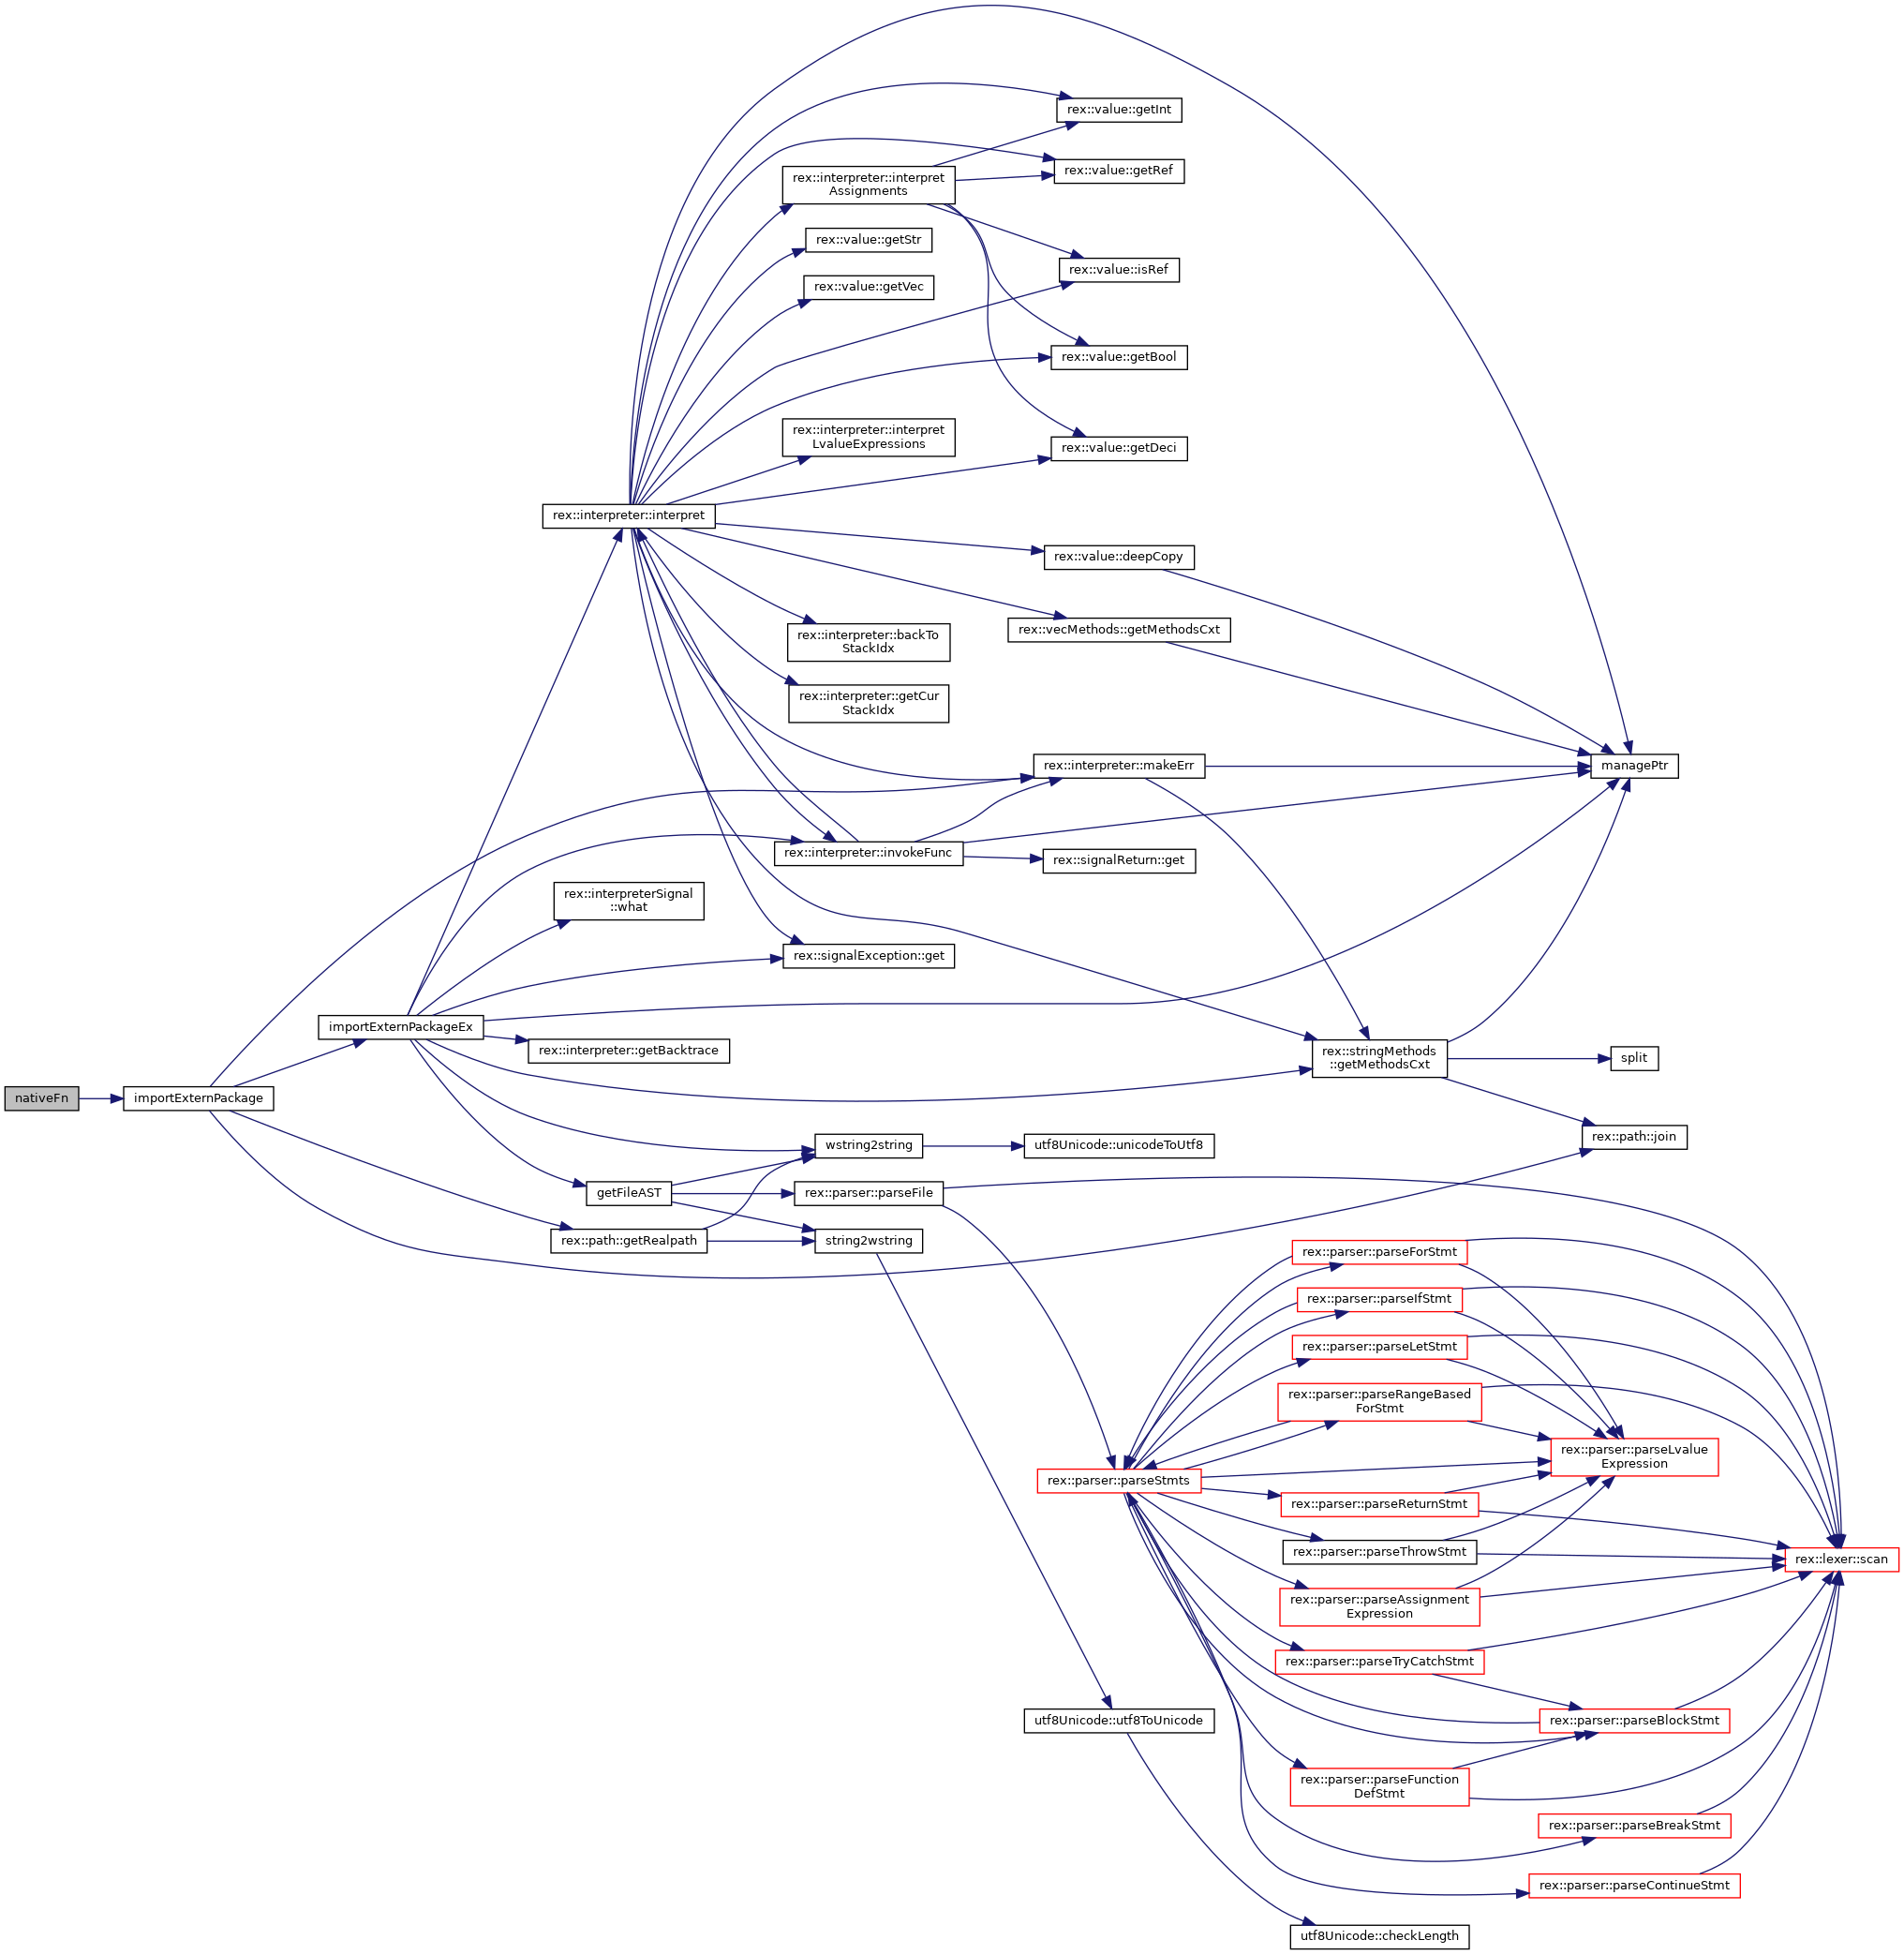 rex::value::getInt
rex::value::getRef
rex::interpreter::interpret
Assignments
rex::value::getStr
rex::value::isRef
rex::value::getVec
rex::value::getBool
rex::interpreter::interpret
LvalueExpressions
rex::value::getDeci
rex::interpreter::interpret
rex::value::deepCopy
rex::vecMethods::getMethodsCxt
rex::interpreter::backTo
StackIdx
rex::interpreter::getCur
StackIdx
rex::interpreter::makeErr
managePtr
rex::interpreter::invokeFunc
rex::signalReturn::get
rex::interpreterSignal
::what
rex::signalException::get
importExternPackageEx
rex::interpreter::getBacktrace
rex::stringMethods
::getMethodsCxt
split
nativeFn
importExternPackage
rex::path::join
wstring2string
utf8Unicode::unicodeToUtf8
getFileAST
rex::parser::parseFile
rex::path::getRealpath
string2wstring
rex::parser::parseForStmt
rex::parser::parseIfStmt
rex::parser::parseLetStmt
rex::parser::parseRangeBased
ForStmt
rex::parser::parseLvalue
Expression
rex::parser::parseStmts
rex::parser::parseReturnStmt
rex::parser::parseThrowStmt
rex::lexer::scan
rex::parser::parseAssignment
Expression
rex::parser::parseTryCatchStmt
utf8Unicode::utf8ToUnicode
rex::parser::parseBlockStmt
rex::parser::parseFunction
DefStmt
rex::parser::parseBreakStmt
rex::parser::parseContinueStmt
utf8Unicode::checkLength